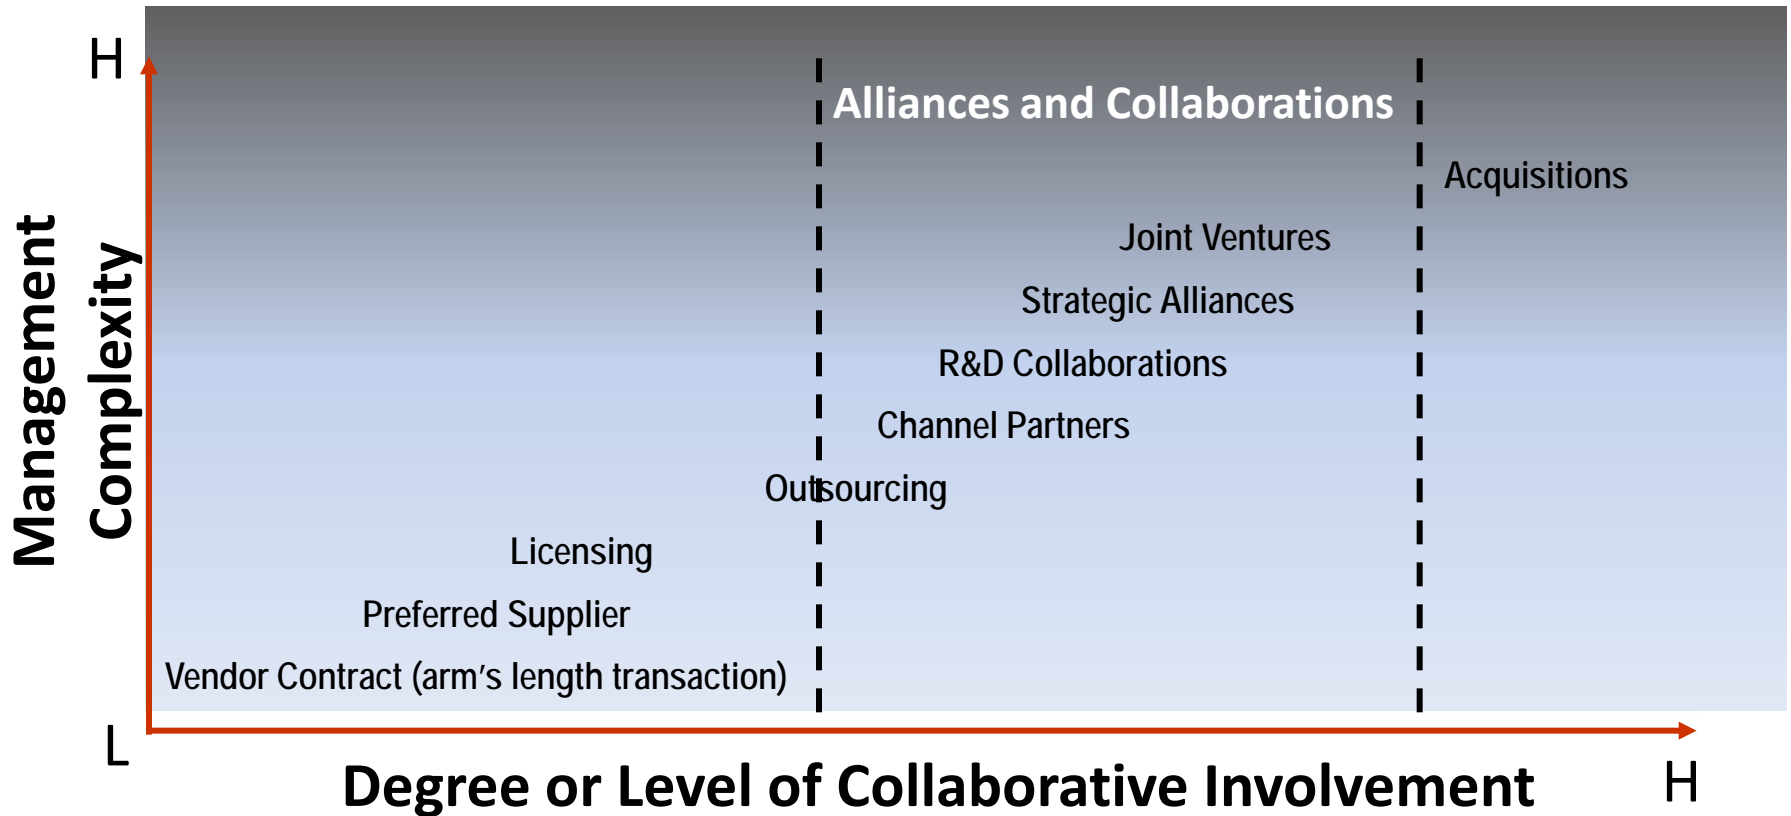 H
Alliances and Collaborations
Acquisitions
Joint Ventures
Strategic Alliances
R&D Collaborations
Channel Partners
Outsourcing
Licensing
Preferred Supplier
Vendor Contract (arm’s length transaction)
Management
Complexity
L
Degree or Level of Collaborative Involvement
H